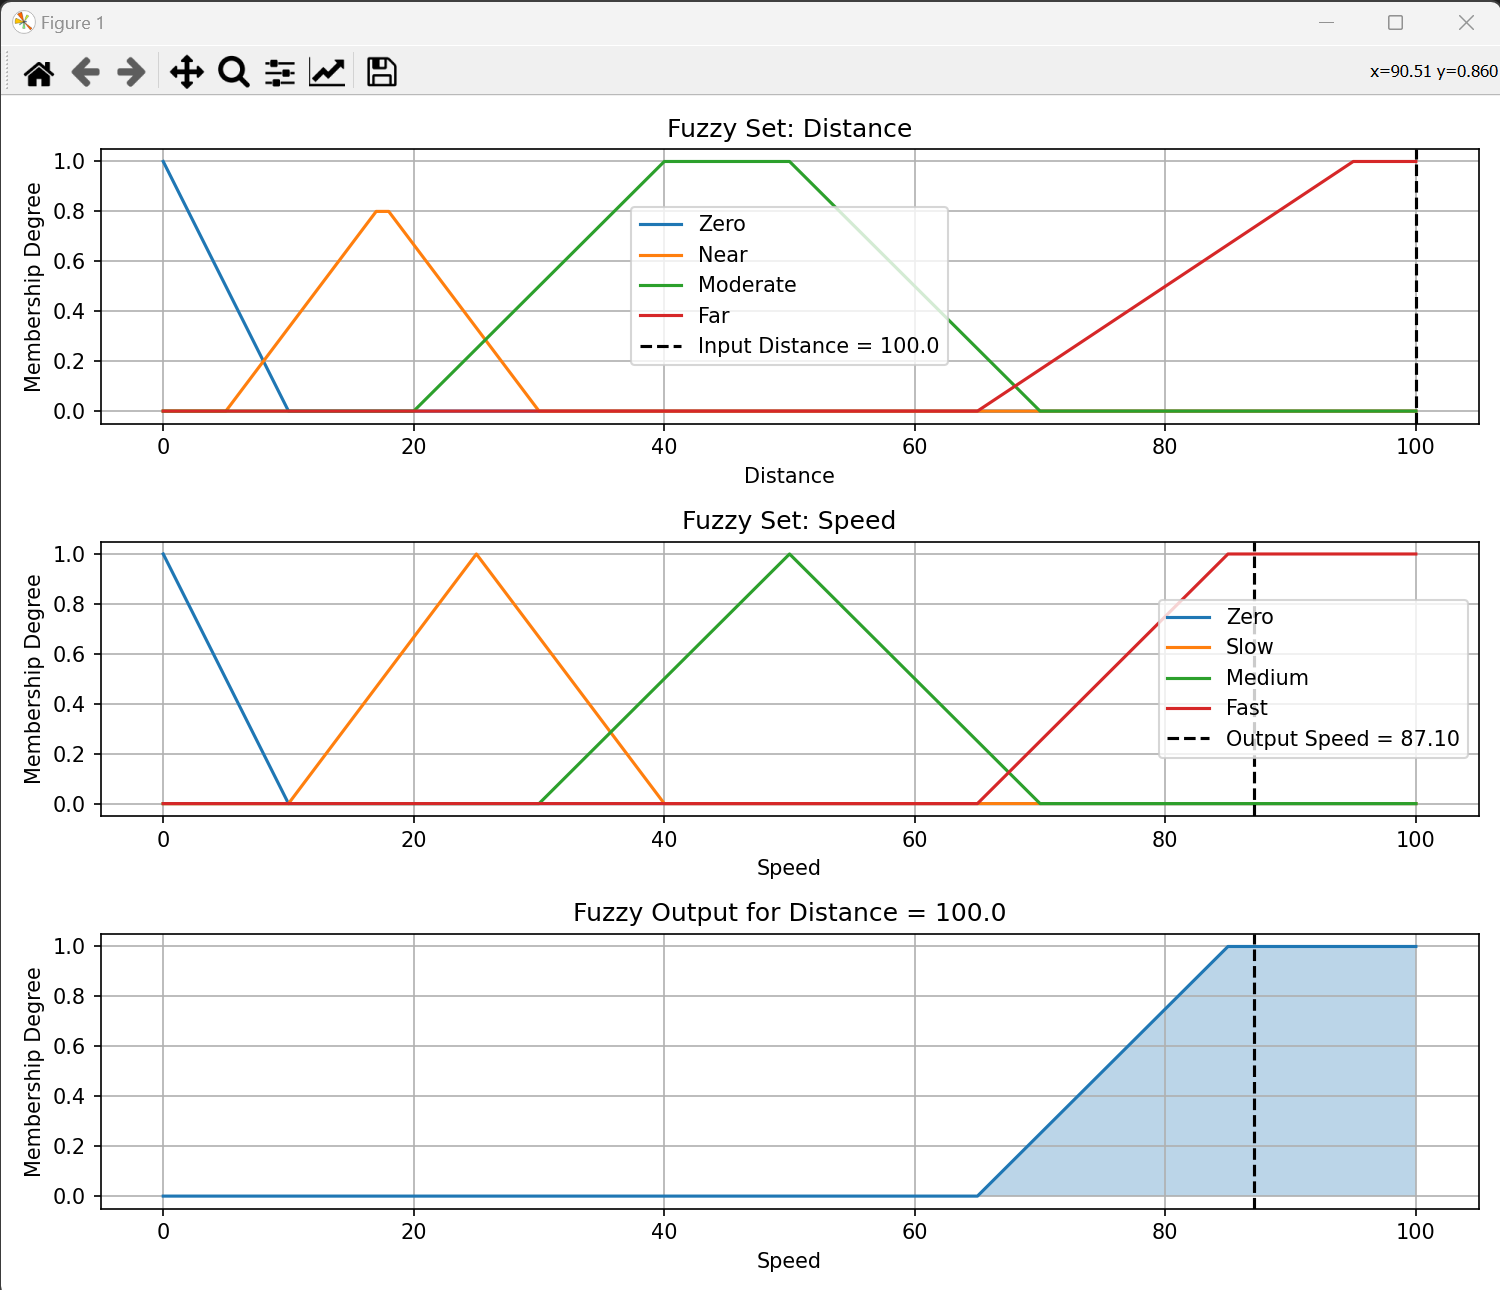 Figure 1
x=90.51 y=0.860
Fuzzy Set: Distance
Membership Degree
1.0
0.8
0.6
0.4
0.2
0.0
Zero
Near
Moderate
Far
Input Distance = 100.0
0 20 40 60 80 100
Distance
Fuzzy Set: Speed
Membership Degree
1.0
0.8
0.6
0.4
0.2
0.0
Zero
Slow
Medium
Fast
Output Speed = 87.10
0 20 40 60 80 100
Speed
Fuzzy Output for Distance = 100.0
Membership Degree
1.0
0.8
0.6
0.4
0.2
0.0
0 20 40 60 80 100
Speed